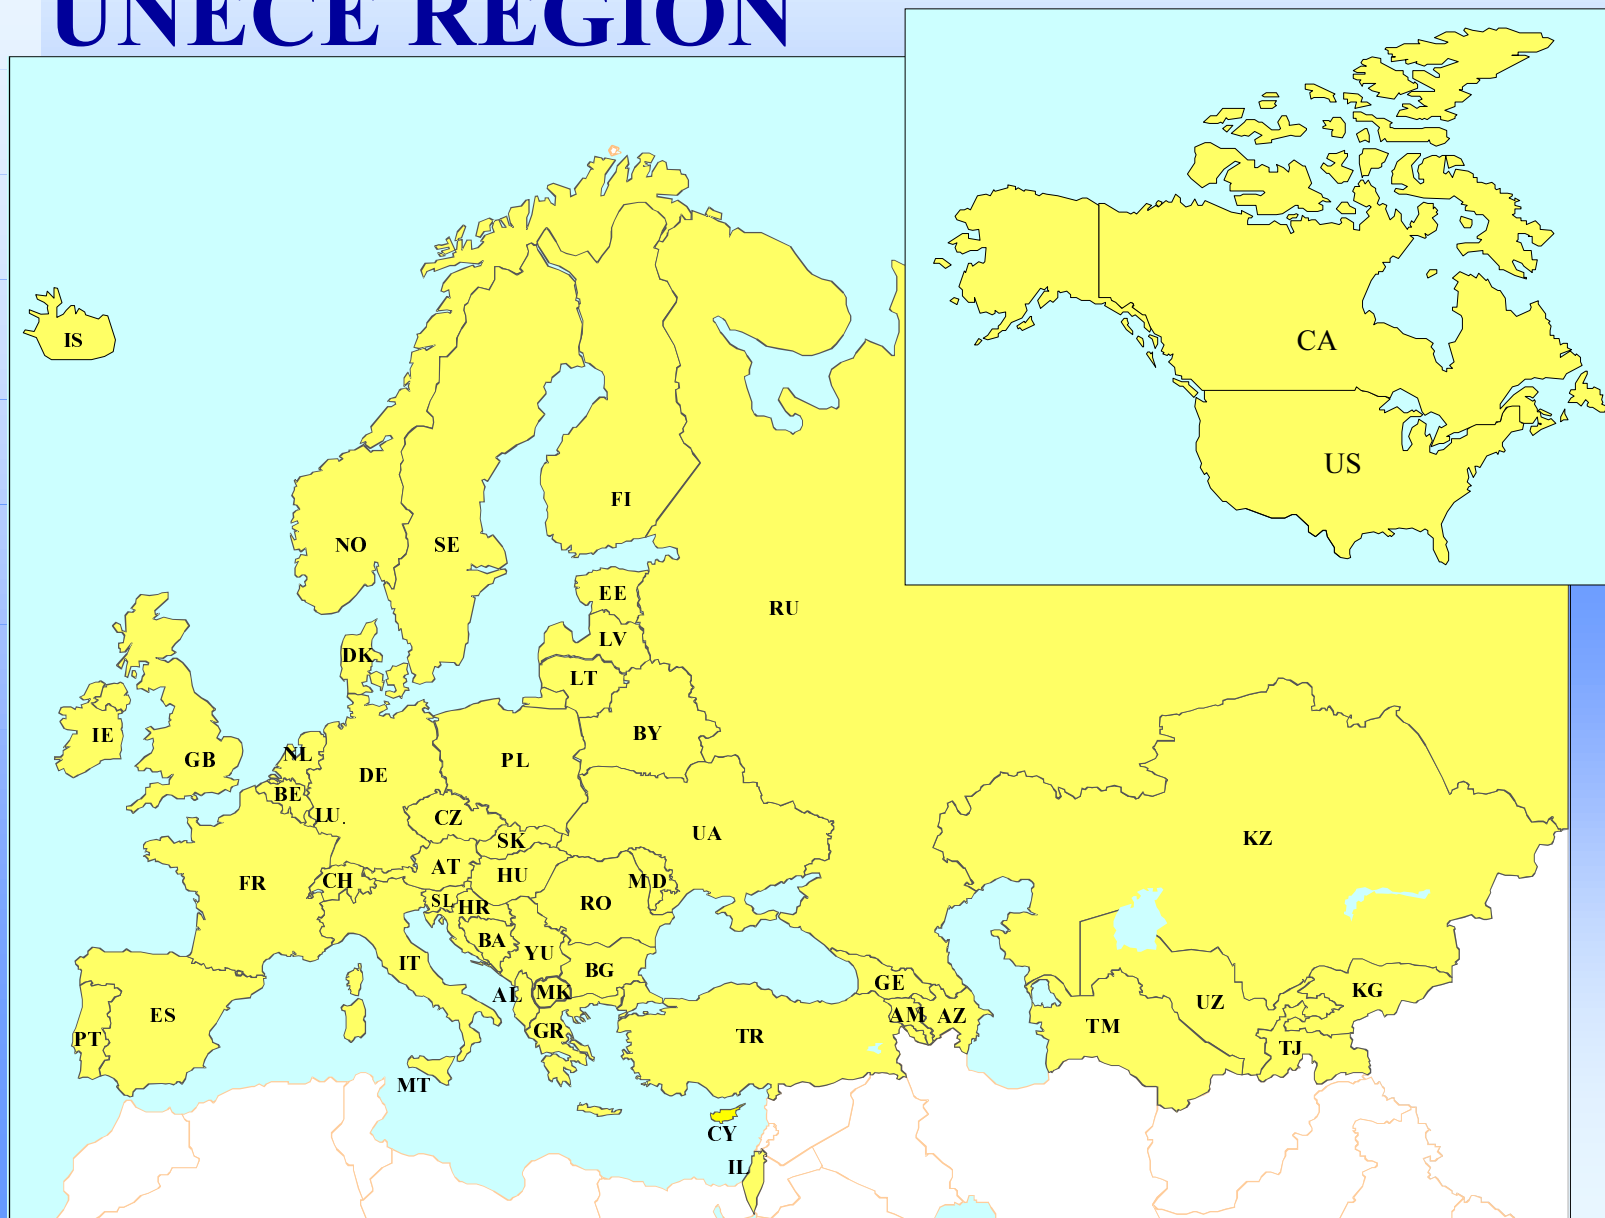 UNECE REGION
CA
US
IS
FI
NO
SE
EE
RU
LV
DK
LT
IE
BY
GB
NL
DE
PL
BE
LU.
CZ
SK
UA
KZ
AT
FR
CH
HU
MD
SL
HR
RO
BA
YU
IT
BG
GE
AL
MK
KG
UZ
ES
AM
AZ
TM
PT
GR
TR
TJ
MT
CY
IL